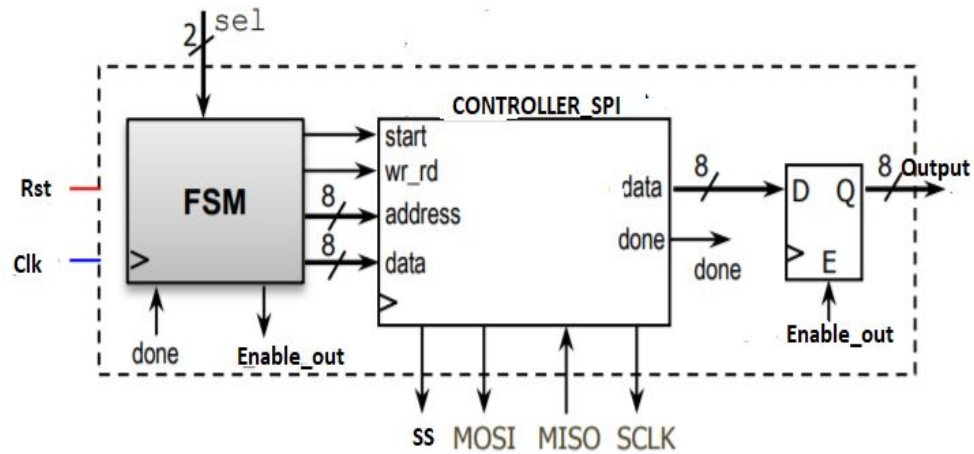 2 sel
CONTROLLER_SPI
start
wr_rd
8
address
8
data
FSM
Rst
Clk
done
Enable_out
data
8
done
done
D Q
E
8
Output
Enable_out
SS MOSI MISO SCLK